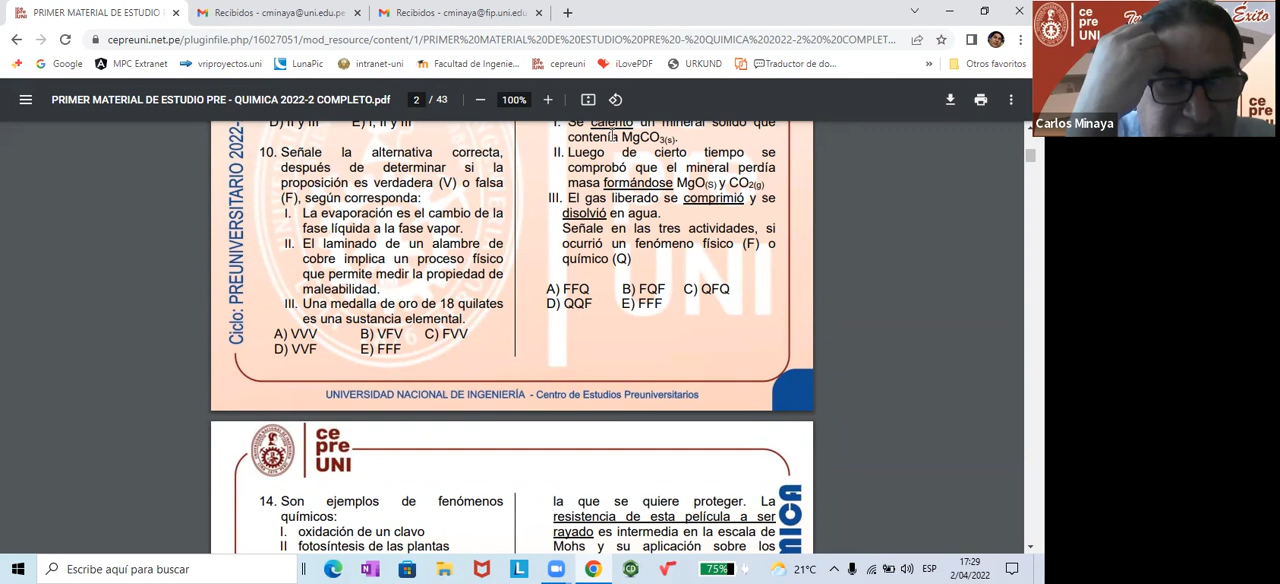 PRIMER MATERIAL DE ESTUDIO
Recibidos - cminaya@uni.edu.pe
Recibidos - cminaya@fip.uni.edu
cepreuni.net.pe/pluginfile.php/16027051/mod_res
ent/1/PRIMER%20MATERIAL%20DE%20ESTUDIO%20PRE%20-%20QUIMICA%202022-2%20%20COMPLET...
Google
MPC Extranet
vriproyectos.uni
LunaPic
intranet-uni
Facultad de Ingenie...
cepreuni
iLovePDF
URKUND
Traductor de do...
»
Otros favoritos
PRIMER MATERIAL DE ESTUDIO PRE - QUIMICA 2022-2 COMPLETO.pdf
2 / 43
100%
Éxito
ce
pre
UNI
Carlos Minaya
Ciclo: PREUNIVERSITARIO 2022-
D) II y III E) I, II y III
10. Señale la alternativa correcta,
después de determinar si la
proposición es verdadera (V) o falsa
(F), según corresponda:
I. La evaporación es el cambio de la
fase líquida a la fase vapor.
II. El laminado de un alambre de
cobre implica un proceso físico
que permite medir la propiedad de
maleabilidad.
III. Una medalla de oro de 18 quilates
es una sustancia elemental.
A) VVV B) VFV C) FVV
D) VVF E) FFF
I. Se calentó un mineral sólido que
contenía MgCO3(s).
II. Luego de cierto tiempo se
comprobó que el mineral perdía
masa formándose MgO(S) y CO2(g)
III. El gas liberado se comprimió y se
disolvió en agua.
Señale en las tres actividades, si
ocurrió un fenómeno físico (F) o
químico (Q)
A) FFQ B) FQF C) QFQ
D) QQF E) FFF
UNI
UNIVERSIDAD NACIONAL DE INGENIERÍA - Centro de Estudios Preuniversitarios
ce
pre
UNI
14. Son ejemplos de fenómenos
químicos:
I. oxidación de un clavo
II fotosíntesis de las plantas
la que se quiere proteger. La
resistencia de esta película a ser
rayado es intermedia en la escala de
Mohs y su aplicación sobre los
MICA
Escribe aquí para buscar
75%
21°C
ESP
17:29
2/04/2022